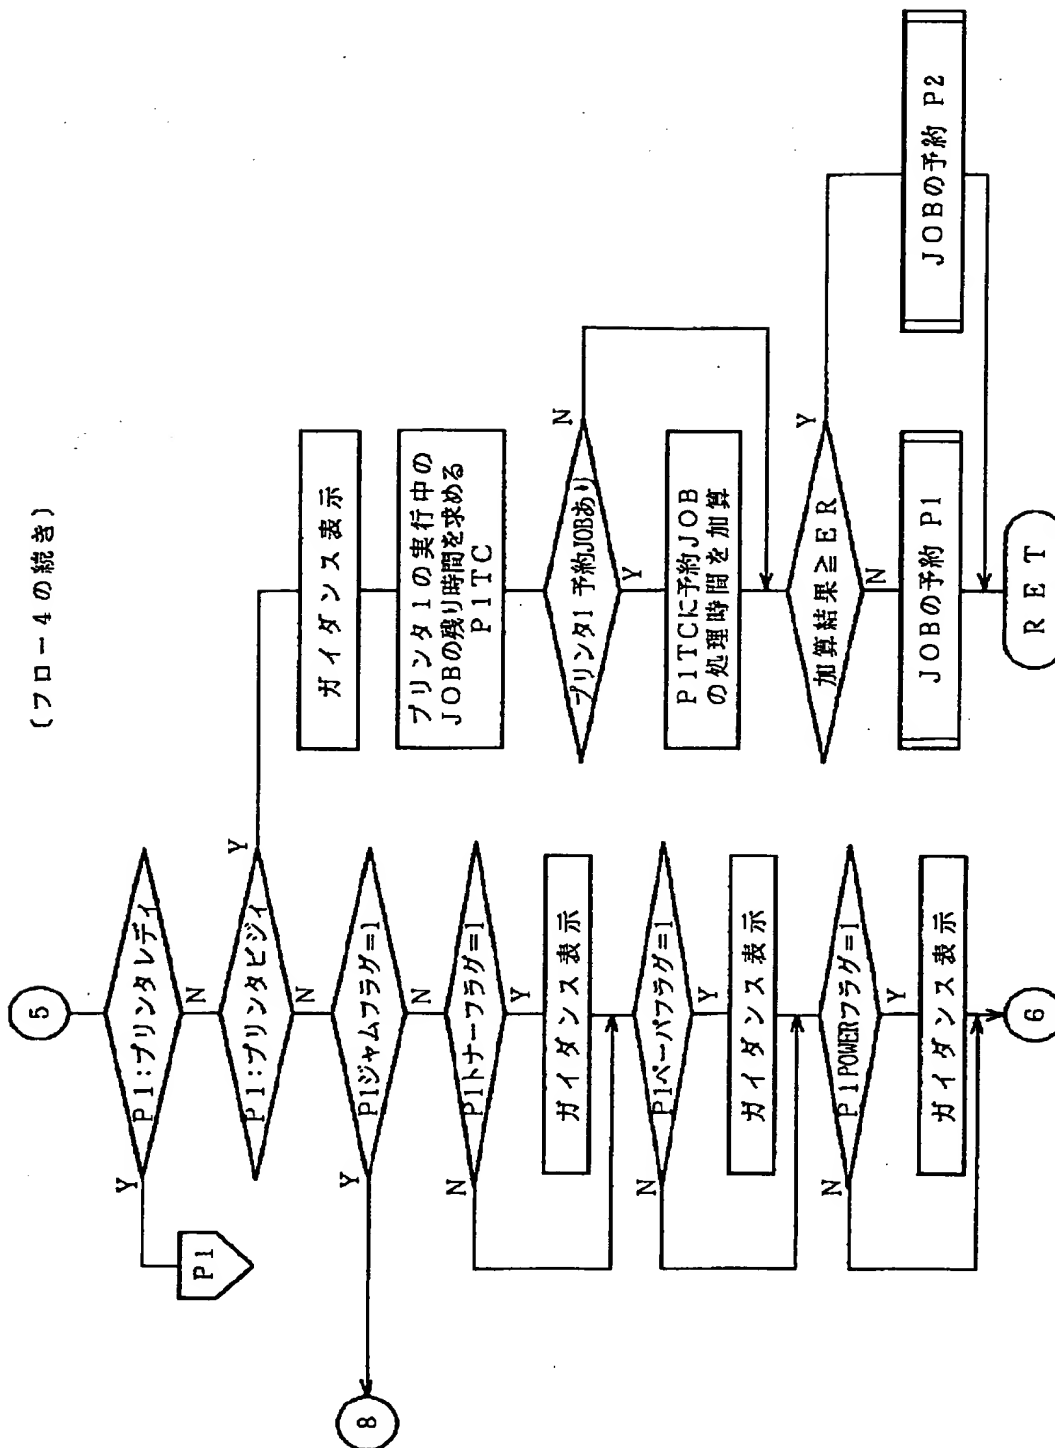 (フロー4の続き)
5
P1:プリンタレディ
Y
N
P1
P1:プリンタビジィ
Y
N
P1ジャムフラグ=1
Y
N
8
P1トナーフラグ=1
N
Y
ガイダンス表示
P1ペーパフラグ=1
N
Y
ガイダンス表示
P1POWERフラグ=1
N
Y
ガイダンス表示
6
ガイダンス表示
プリンタ1の実行中の
JOBの残り時間を求める
P1TC
プリンタ1 予約JOBあり
N
Y
P1TCに予約JOB
の処理時間を加算
加算結果≧ER
Y
N
JOBの予約 P1
JOBの予約 P2
RET